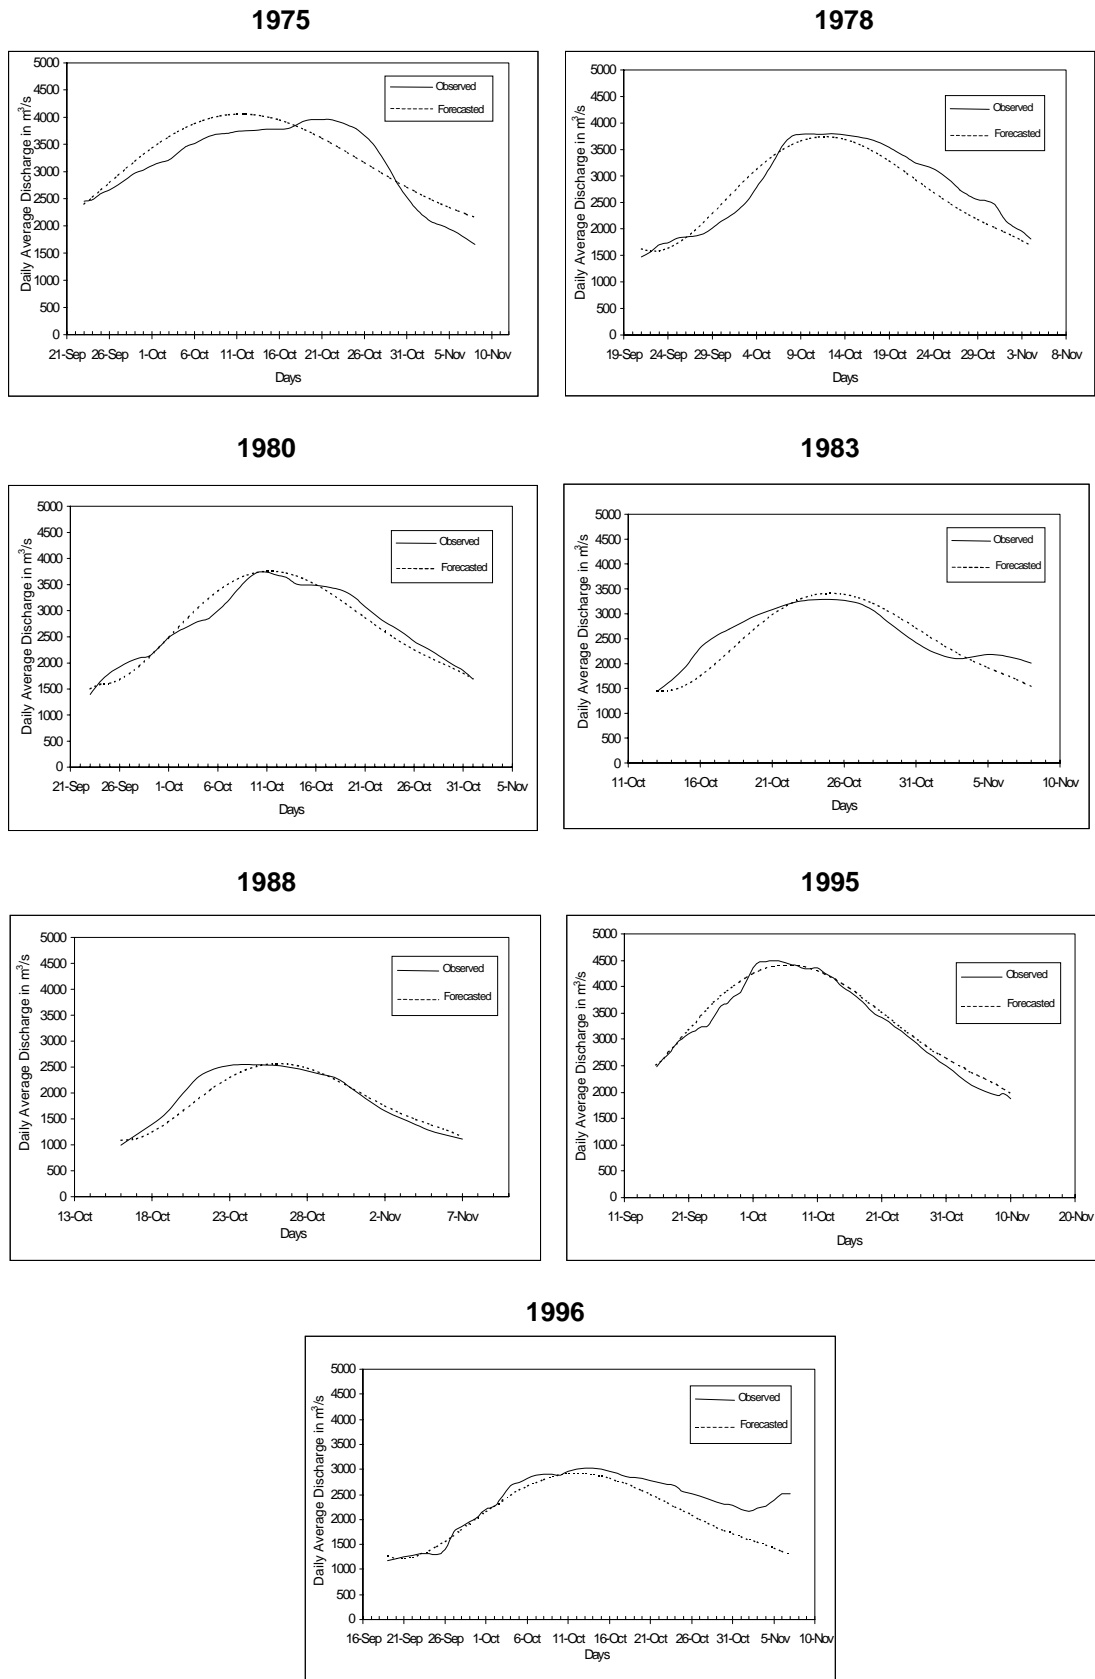 1975
1978
5000
4500
4000
3500
3000
2500
2000
1500
1000
500
0
Daily Average Discharge in m³/s
Observed
Forecasted
21-Sep 26-Sep 1-Oct 6-Oct 11-Oct 16-Oct 21-Oct 26-Oct 31-Oct 5-Nov 10-Nov
Days
5000
4500
4000
3500
3000
2500
2000
1500
1000
500
0
Daily Average Discharge in m³/s
Observed
Forecasted
19-Sep 24-Sep 29-Sep 4-Oct 9-Oct 14-Oct 19-Oct 24-Oct 29-Oct 3-Nov 8-Nov
Days
1980
1983
5000
4500
4000
3500
3000
2500
2000
1500
1000
500
0
Daily Average Discharge in m³/s
Observed
Forecasted
21-Sep 26-Sep 1-Oct 6-Oct 11-Oct 16-Oct 21-Oct 26-Oct 31-Oct 5-Nov
Days
5000
4500
4000
3500
3000
2500
2000
1500
1000
500
0
Daily Average Discharge in m³/s
Observed
Forecasted
11-Oct 16-Oct 21-Oct 26-Oct 31-Oct 5-Nov 10-Nov
Days
1988
1995
5000
4500
4000
3500
3000
2500
2000
1500
1000
500
0
Daily Average Discharge in m³/s
Observed
Forecasted
13-Oct 18-Oct 23-Oct 28-Oct 2-Nov 7-Nov
Days
5000
4500
4000
3500
3000
2500
2000
1500
1000
500
0
Daily Average Discharge in m³/s
Observed
Forecasted
11-Sep 21-Sep 1-Oct 11-Oct 21-Oct 31-Oct 10-Nov 20-Nov
Days
1996
5000
4500
4000
3500
3000
2500
2000
1500
1000
500
0
Daily Average Discharge in m³/s
Observed
Forecasted
16-Sep 21-Sep 26-Sep 1-Oct 6-Oct 11-Oct 16-Oct 21-Oct 26-Oct 31-Oct 5-Nov 10-Nov
Days